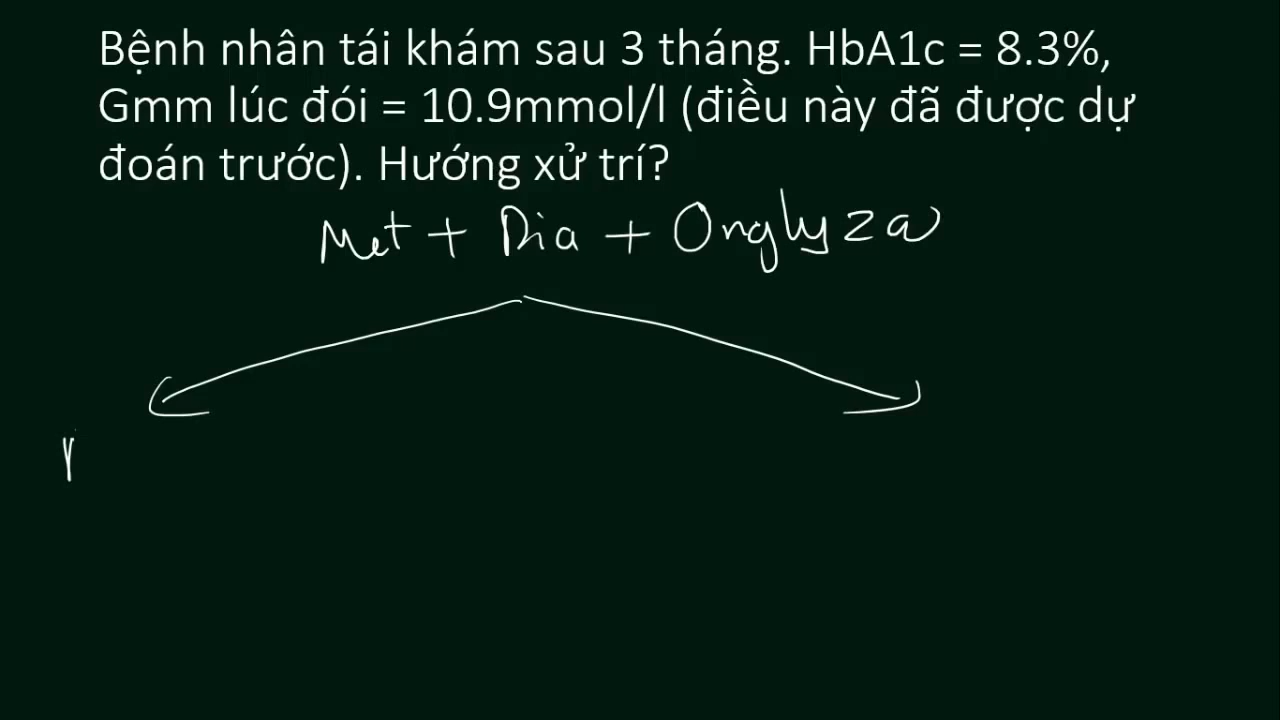 Bệnh nhân tái khám sau 3 tháng. HbA1c = 8.3%,
Gmm lúc đói = 10.9mmol/l (điều này đã được dự
đoán trước). Hướng xử trí?
Met + Dia + Onglyza